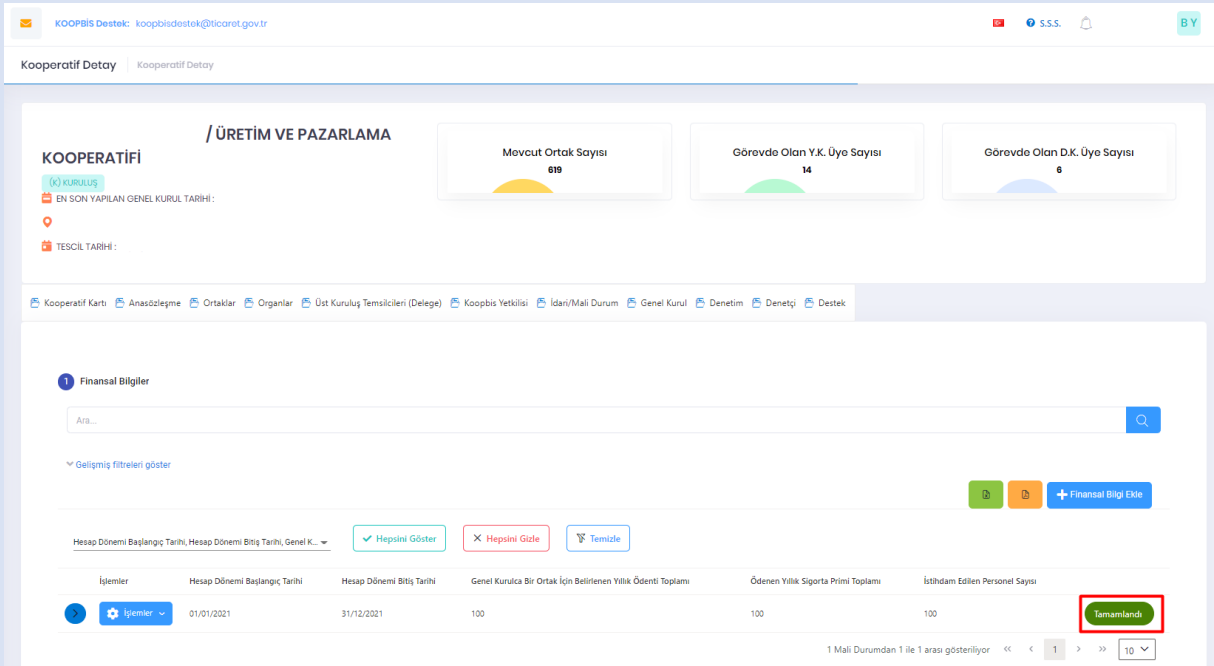 KOOPBİS Destek: koopbisdestek@ticaret.gov.tr
S.S.S.
B Y
Kooperatif Detay
Kooperatif Detay
/ ÜRETİM VE PAZARLAMA
KOOPERATİFİ
(K) KURULUŞ
EN SON YAPILAN GENEL KURUL TARİHİ :
TESCİL TARİHİ :
Mevcut Ortak Sayısı
619
Görevde Olan Y.K. Üye Sayısı
14
Görevde Olan D.K. Üye Sayısı
6
Kooperatif Kartı Anasözleşme Ortaklar Organlar Üst Kuruluş Temsilcileri (Delege) Koopbis Yetkilisi İdari/Mali Durum Genel Kurul Denetim Denetçi Destek
1 Finansal Bilgiler
Ara...
Gelişmiş filtreleri göster
Finansal Bilgi Ekle
Hesap Dönemi Başlangıç Tarihi, Hesap Dönemi Bitiş Tarihi, Genel K...
Hepsini Göster
Hepsini Gizle
Temizle
İşlemler Hesap Dönemi Başlangıç Tarihi Hesap Dönemi Bitiş Tarihi Genel Kurulca Bir Ortak İçin Belirlenen Yıllık Ödenti Toplamı Ödenen Yıllık Sigorta Primi Toplamı İstihdam Edilen Personel Sayısı
İşlemler 01/01/2021 31/12/2021 100 100 100 Tamamlandı
1 Mali Durumdan 1 ile 1 arası gösteriliyor « ‹ 1 › » 10